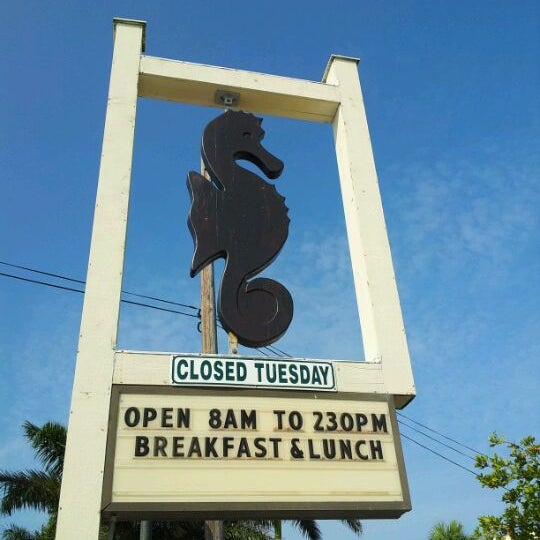 CLOSED TUESDAY
OPEN 8AM TO 230PM
BREAKFAST & LUNCH